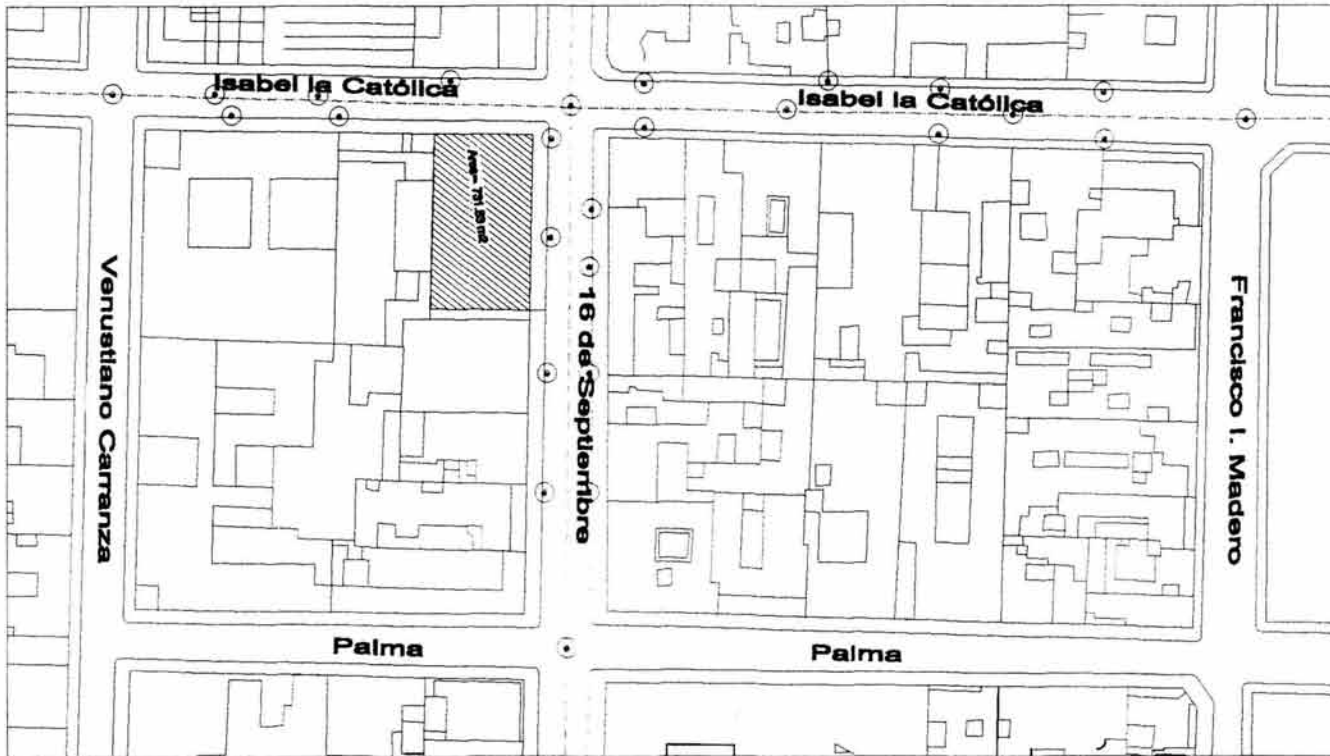 Isabel la Católica
Isabel la Católica
Venustiano Carranza
16 de Septiembre
Francisco I. Madero
Palma
Palma